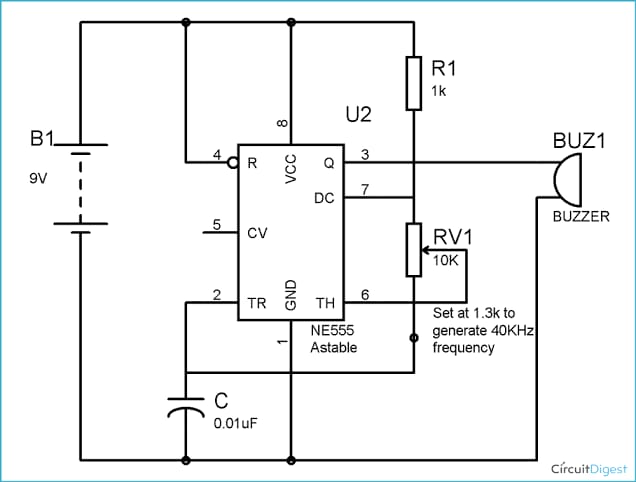 R1
1k
U2
B1
9V
8
4
R
VCC
Q
3
BUZ1
BUZZER
DC
7
5
CV
RV1
10K
2
TR
GND
TH
6
Set at 1.3k to
generate 40KHz
frequency
NE555
Astable
1
C
0.01uF
CírcuitDigest